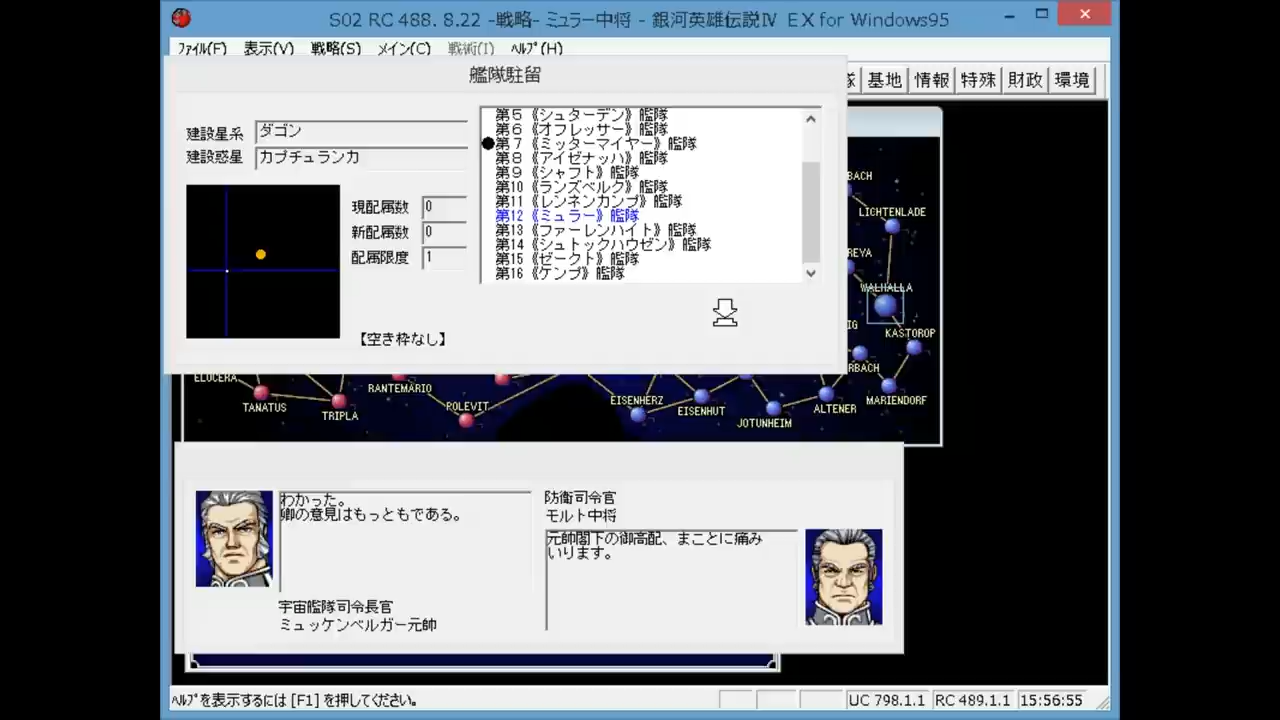 S02 RC 488. 8.22 -戦略- ミュラー中将 - 銀河英雄伝説Ⅳ EX for Windows95
ﾌｧｲﾙ(F) 表示(V) 戦略(S) メイン(C) 戦術(I) ﾍﾙﾌﾟ(H)
基地 情報 特殊 財政 環境
艦隊駐留
建設星系 ダゴン
建設惑星 カプチュランカ
現配属数 0
新配属数 0
配属限度 1
【空き枠なし】
第5 《シュターデン》艦隊
第6 《オフレッサー》艦隊
●第7 《ミッターマイヤー》艦隊
第8 《アイゼナッハ》艦隊
第9 《シャフト》艦隊
第10 《ランズベルク》艦隊
第11 《レンネンカンプ》艦隊
第12 《ミュラー》艦隊
第13 《ファーレンハイト》艦隊
第14 《シュトックハウゼン》艦隊
第15 《ゼークト》艦隊
第16 《ケンプ》艦隊
LICHTENLADE
WALHALLA
KASTOROP
MARIENDORF
ALTENER
JOTUNHEIM
EISENHUT
EISENHERZ
ROLEVIT
RANTEMARIO
ELUCERA
TANATUS
TRIPLA
わかった。
卿の意見はもっともである。
宇宙艦隊司令長官
ミュッケンベルガー元帥
防衛司令官
モルト中将
元帥閣下の御高配、まことに痛み
いります。
ﾍﾙﾌﾟを表示するには [F1] を押してください。
UC 798.1.1 RC 489.1.1 15:56:55